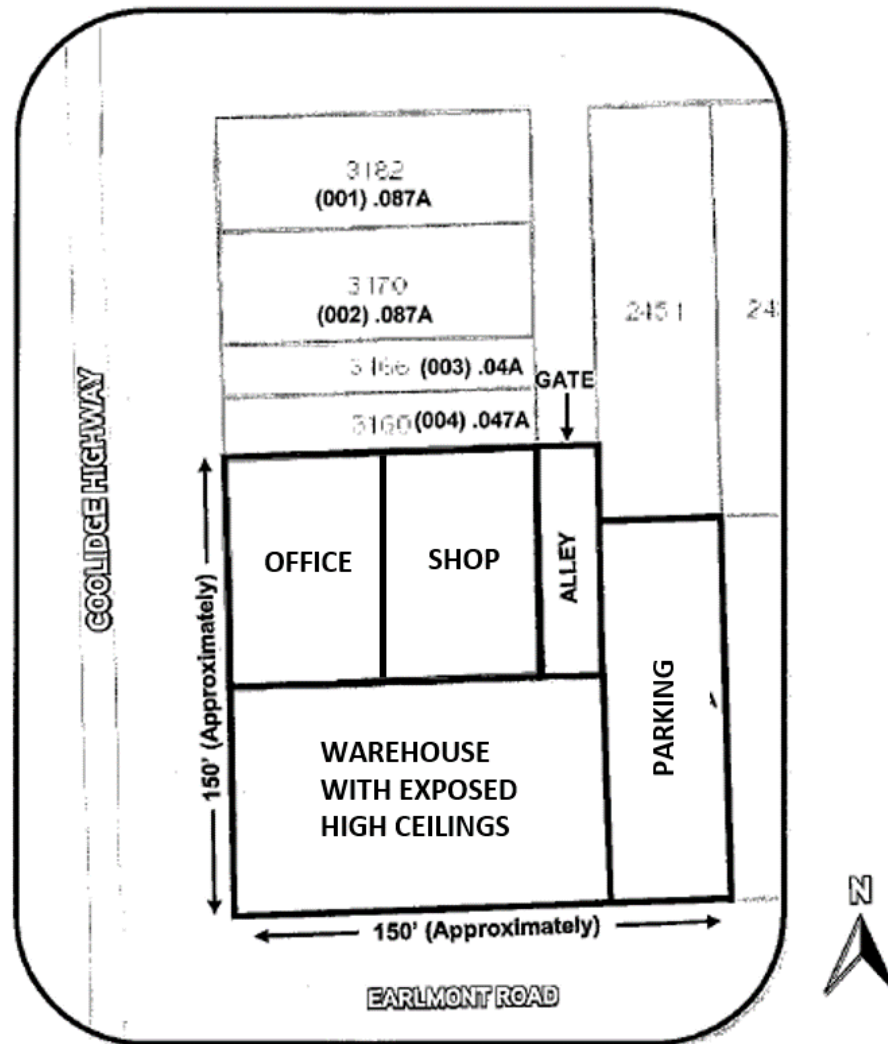 3182
(001) .087A
3170
(002) .087A
2451
24
3166 (003) .04A
GATE
3160 (004) .047A
COOLIDGE HIGHWAY
OFFICE
SHOP
ALLEY
150' (Approximately)
PARKING
WAREHOUSE
WITH EXPOSED
HIGH CEILINGS
150' (Approximately)
N
EARLMONT ROAD